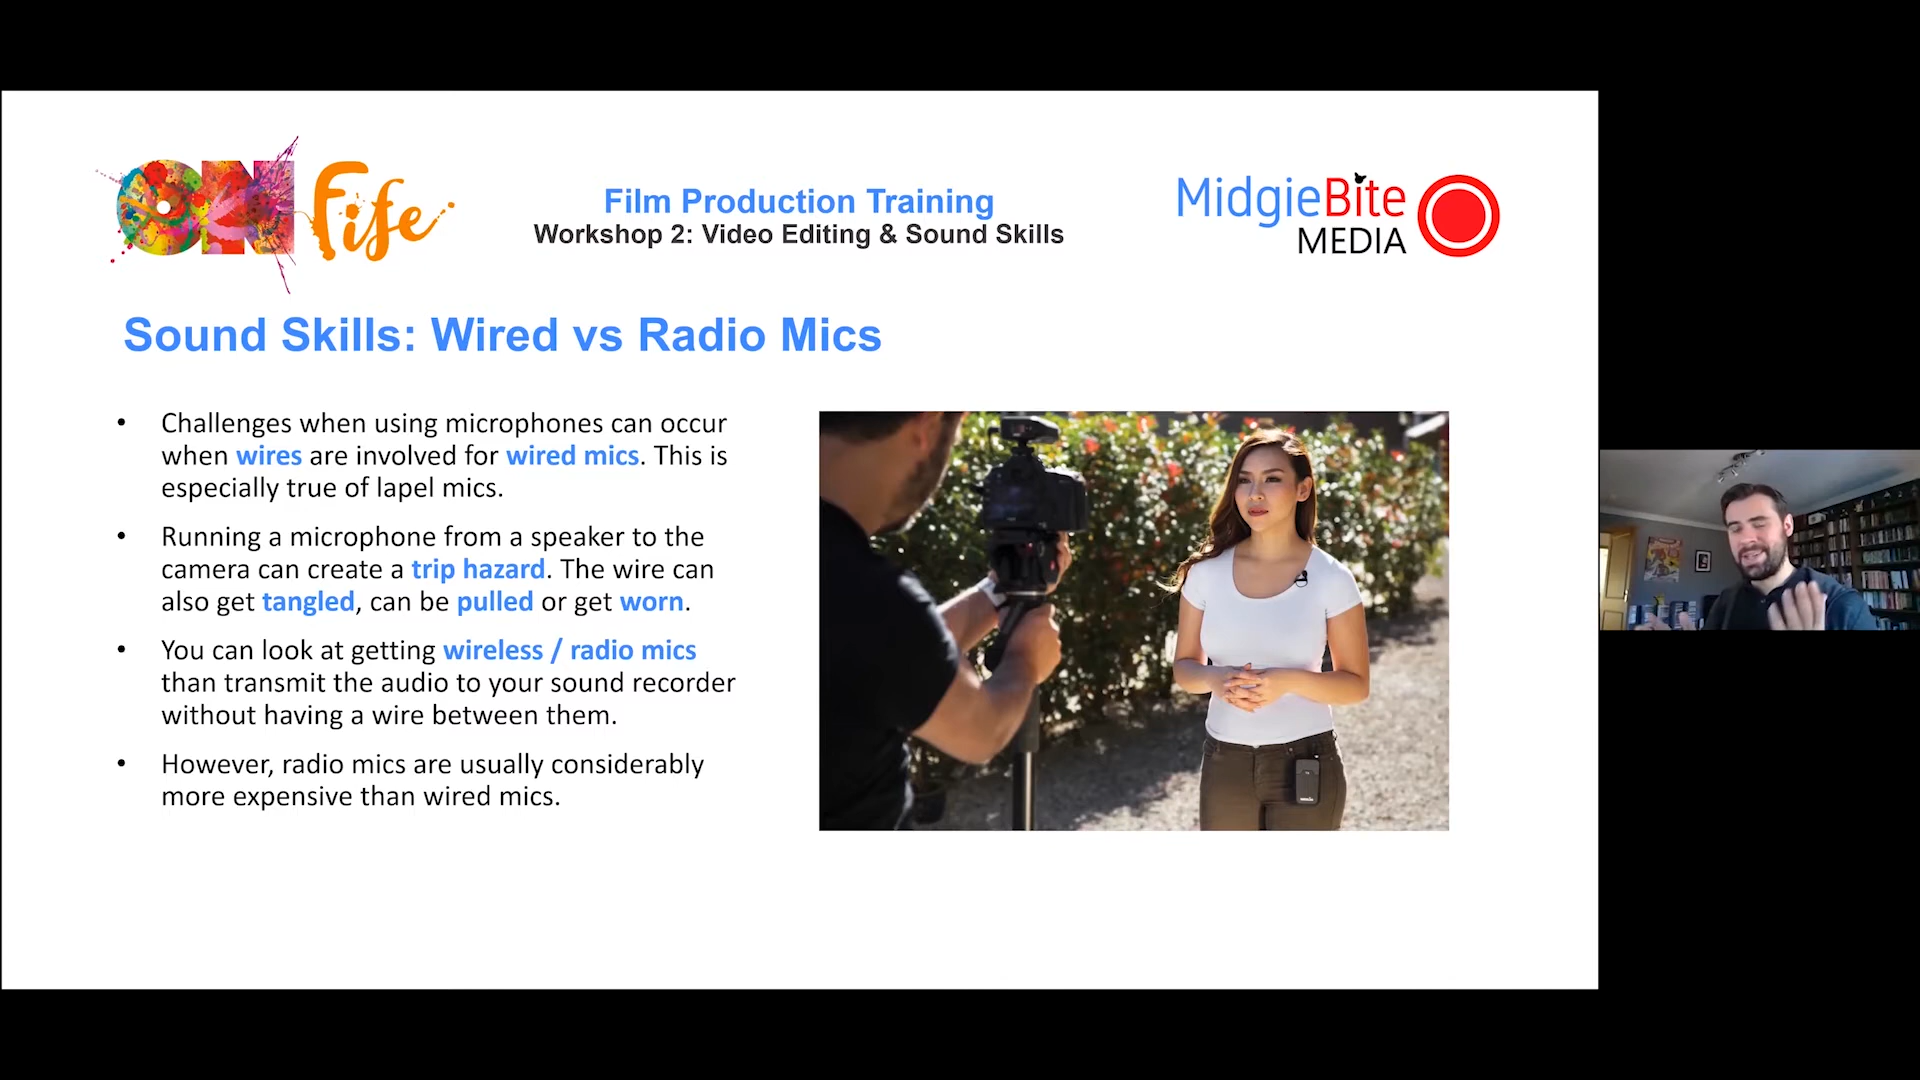 ON Fife
Film Production Training
Workshop 2: Video Editing & Sound Skills
MidgieBite
MEDIA
Sound Skills: Wired vs Radio Mics
• Challenges when using microphones can occur
when wires are involved for wired mics. This is
especially true of lapel mics.
• Running a microphone from a speaker to the
camera can create a trip hazard. The wire can
also get tangled, can be pulled or get worn.
• You can look at getting wireless / radio mics
than transmit the audio to your sound recorder
without having a wire between them.
• However, radio mics are usually considerably
more expensive than wired mics.